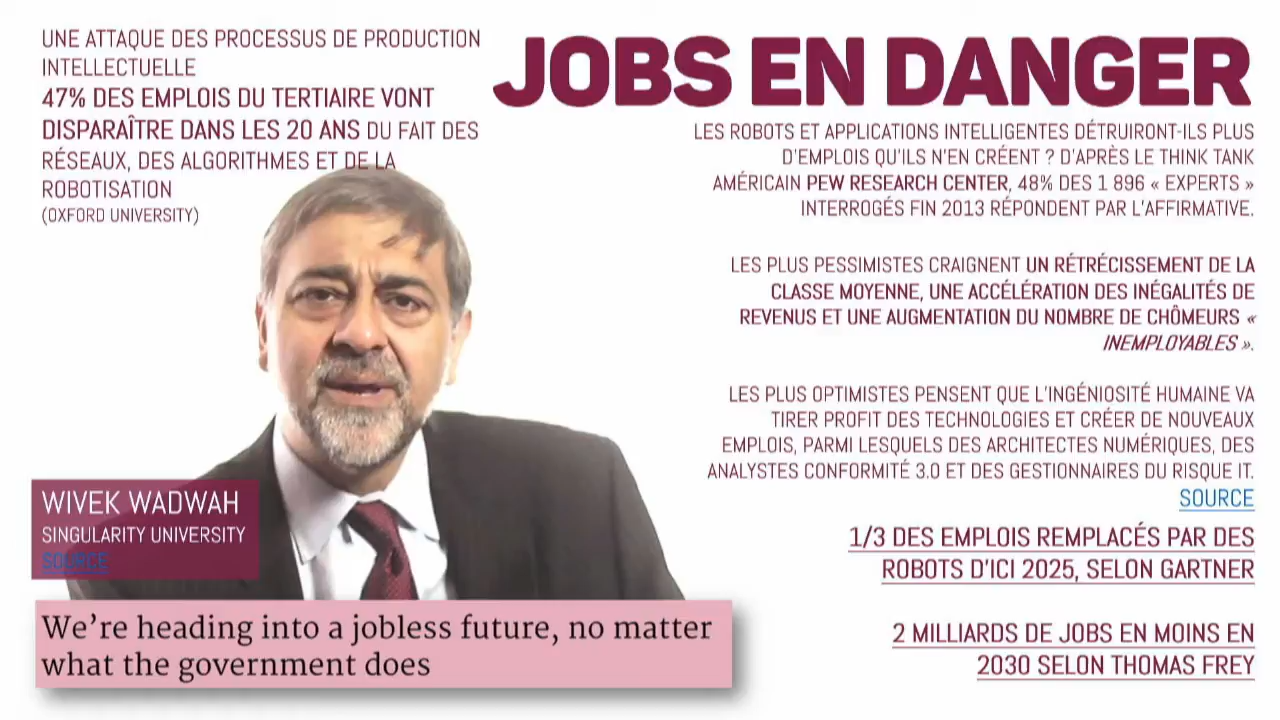 UNE ATTAQUE DES PROCESSUS DE PRODUCTION
INTELLECTUELLE
47% DES EMPLOIS DU TERTIAIRE VONT
DISPARAÎTRE DANS LES 20 ANS DU FAIT DES
RÉSEAUX, DES ALGORITHMES ET DE LA
ROBOTISATION
(OXFORD UNIVERSITY)
JOBS EN DANGER
LES ROBOTS ET APPLICATIONS INTELLIGENTES DÉTRUIRONT-ILS PLUS
D'EMPLOIS QU'ILS N'EN CRÉENT ? D'APRÈS LE THINK TANK
AMÉRICAIN PEW RESEARCH CENTER, 48% DES 1 896 « EXPERTS »
INTERROGÉS FIN 2013 RÉPONDENT PAR L'AFFIRMATIVE.
LES PLUS PESSIMISTES CRAIGNENT UN RÉTRÉCISSEMENT DE LA
CLASSE MOYENNE, UNE ACCÉLÉRATION DES INÉGALITÉS DE
REVENUS ET UNE AUGMENTATION DU NOMBRE DE CHÔMEURS «
INEMPLOYABLES ».
LES PLUS OPTIMISTES PENSENT QUE L'INGÉNIOSITÉ HUMAINE VA
TIRER PROFIT DES TECHNOLOGIES ET CRÉER DE NOUVEAUX
EMPLOIS, PARMI LESQUELS DES ARCHITECTES NUMÉRIQUES, DES
ANALYSTES CONFORMITÉ 3.0 ET DES GESTIONNAIRES DU RISQUE IT.
SOURCE
1/3 DES EMPLOIS REMPLACÉS PAR DES
ROBOTS D'ICI 2025, SELON GARTNER
2 MILLIARDS DE JOBS EN MOINS EN
2030 SELON THOMAS FREY
WIVEK WADWAH
SINGULARITY UNIVERSITY
SOURCE
We're heading into a jobless future, no matter
what the government does